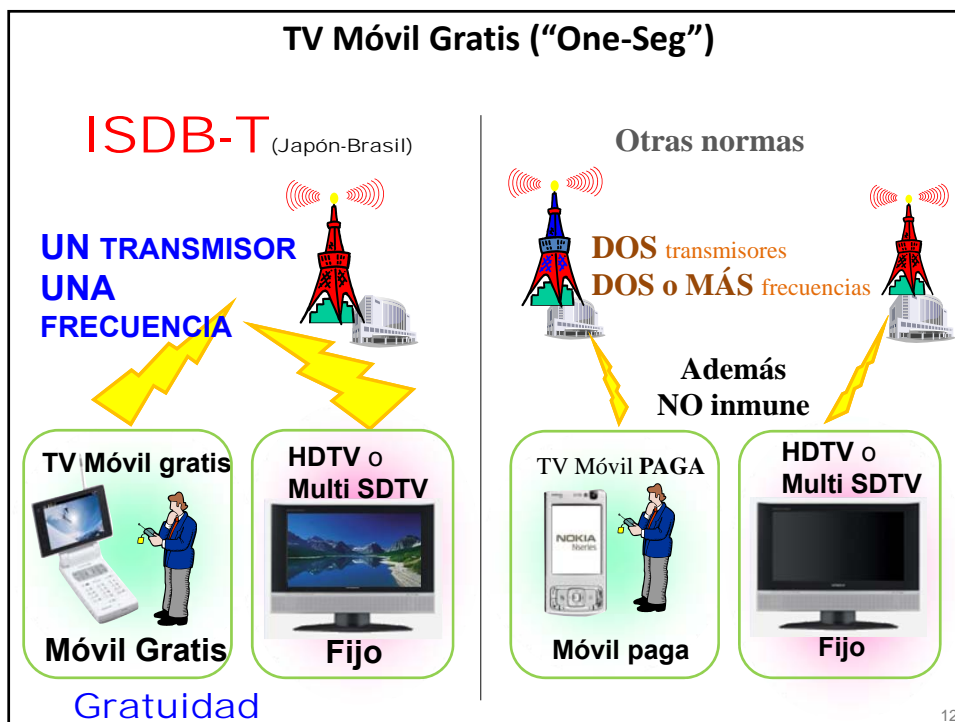 TV Móvil Gratis (“One-Seg”)
ISDB-T (Japón-Brasil)
UN TRANSMISOR
UNA
FRECUENCIA
TV Móvil gratis
Móvil Gratis
HDTV o
Multi SDTV
Fijo
Gratuidad
Otras normas
DOS transmisores
DOS o MÁS frecuencias
Además
NO inmune
TV Móvil PAGA
NOKIA
Nseries
Móvil paga
HDTV o
Multi SDTV
Fijo
12